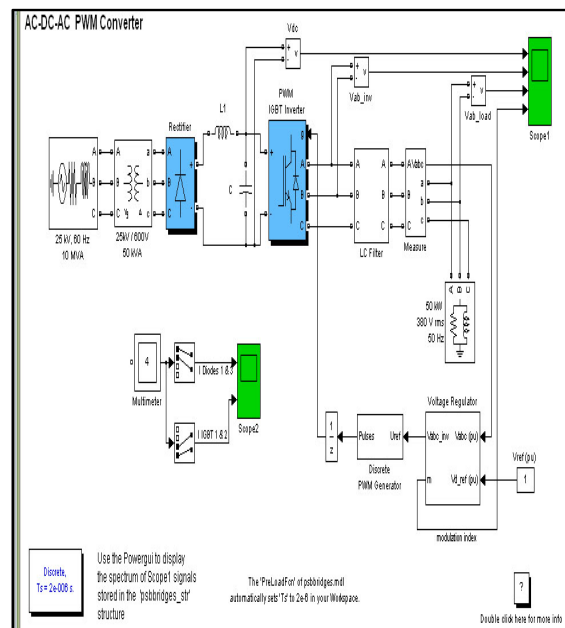 AC-DC-AC PWM Converter
Vdc
+
v
-
+
v
-
Vab_inv
+
v
-
Vab_load
Scope1
L1
PWM
IGBT Inverter
Rectifier
A
B
C
A
B
C
a
b
c
Yg
A
B
C
+
-
C
+
-
g
A
B
C
LC Filter
Vabc
A
B
C
a
b
c
Measure
25 kV, 60 Hz
10 MVA
25kV / 600V
50 kVA
A B C
50 kW
380 V rms
50 Hz
4
Multimeter
I Diodes 1 & 3
I IGBT 1 & 2
Scope2
Voltage Regulator
1
z
Pulses Uref
Discrete
PWM Generator
Vabc_inv Vabc (pu)
m Vd_ref (pu)
Vref (pu)
1
modulation index
Discrete,
Ts = 2e-006 s.
Use the Powergui to display
the spectrum of Scope1 signals
stored in the 'psbbridges_str'
structure
The 'PreLoadFcn' of psbbridges.mdl
automatically sets 'Ts' to 2e-6 in your Workspace.
?
Double click here for more info